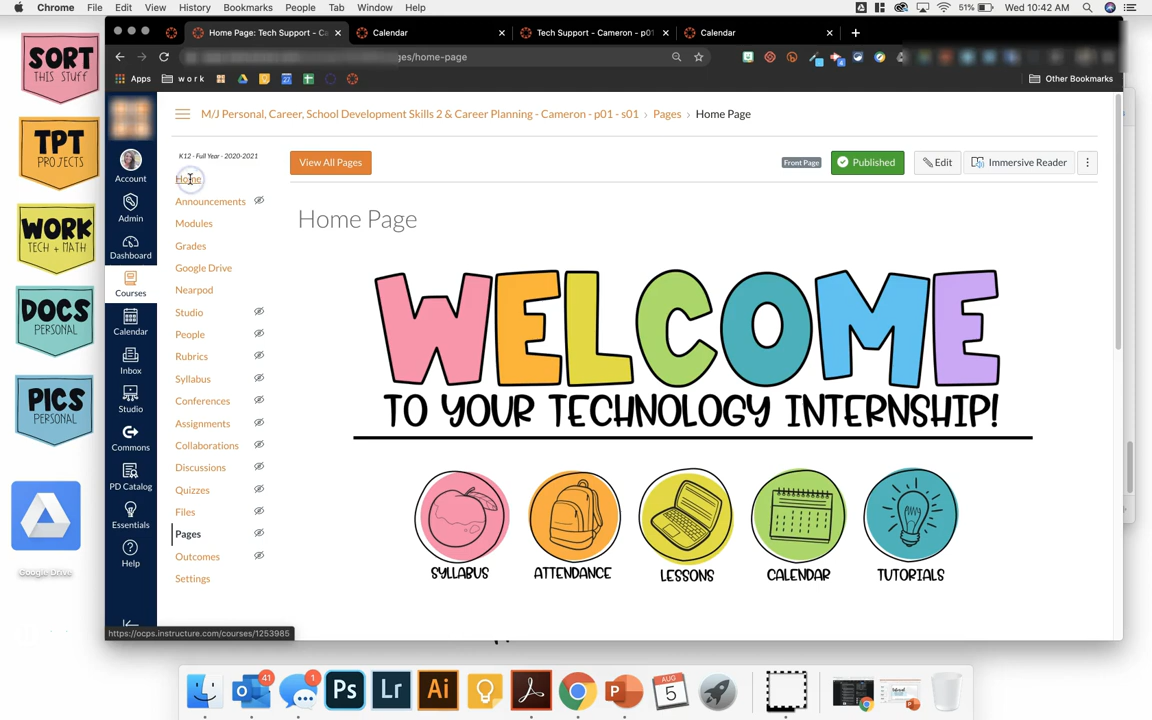 Chrome File Edit View History Bookmarks People Tab Window Help 51% Wed 10:42 AM
Home Page: Tech Support - Ca × Calendar × Tech Support - Cameron - p01 × Calendar × +
ges/home-page
Apps work Other Bookmarks
SORT
THIS STUFF
TPT
PROJECTS
WORK
TECH + MATH
DOCS
PERSONAL
PICS
PERSONAL
Google Drive
Account
Admin
Dashboard
Courses
Calendar
Inbox
Studio
Commons
PD Catalog
Essentials
Help
M/J Personal, Career, School Development Skills 2 & Career Planning - Cameron - p01 - s01 > Pages > Home Page
K12 - Full Year - 2020-2021
Home
Announcements
Modules
Grades
Google Drive
Nearpod
Studio
People
Rubrics
Syllabus
Conferences
Assignments
Collaborations
Discussions
Quizzes
Files
Pages
Outcomes
Settings
View All Pages Front Page Published Edit Immersive Reader
Home Page
WELCOME
TO YOUR TECHNOLOGY INTERNSHIP!
SYLLABUS ATTENDANCE LESSONS CALENDAR TUTORIALS
https://ocps.instructure.com/courses/1253985
41 1 Ps Lr Ai AUG 5